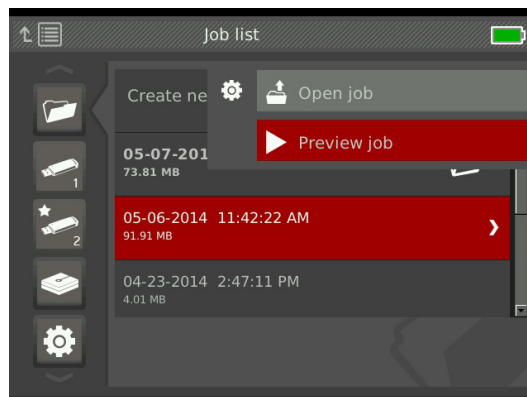 Job list
Create ne
Open job
Preview job
05-07-201
73.81 MB
1
05-06-2014 11:42:22 AM
91.91 MB
2
04-23-2014 2:47:11 PM
4.01 MB